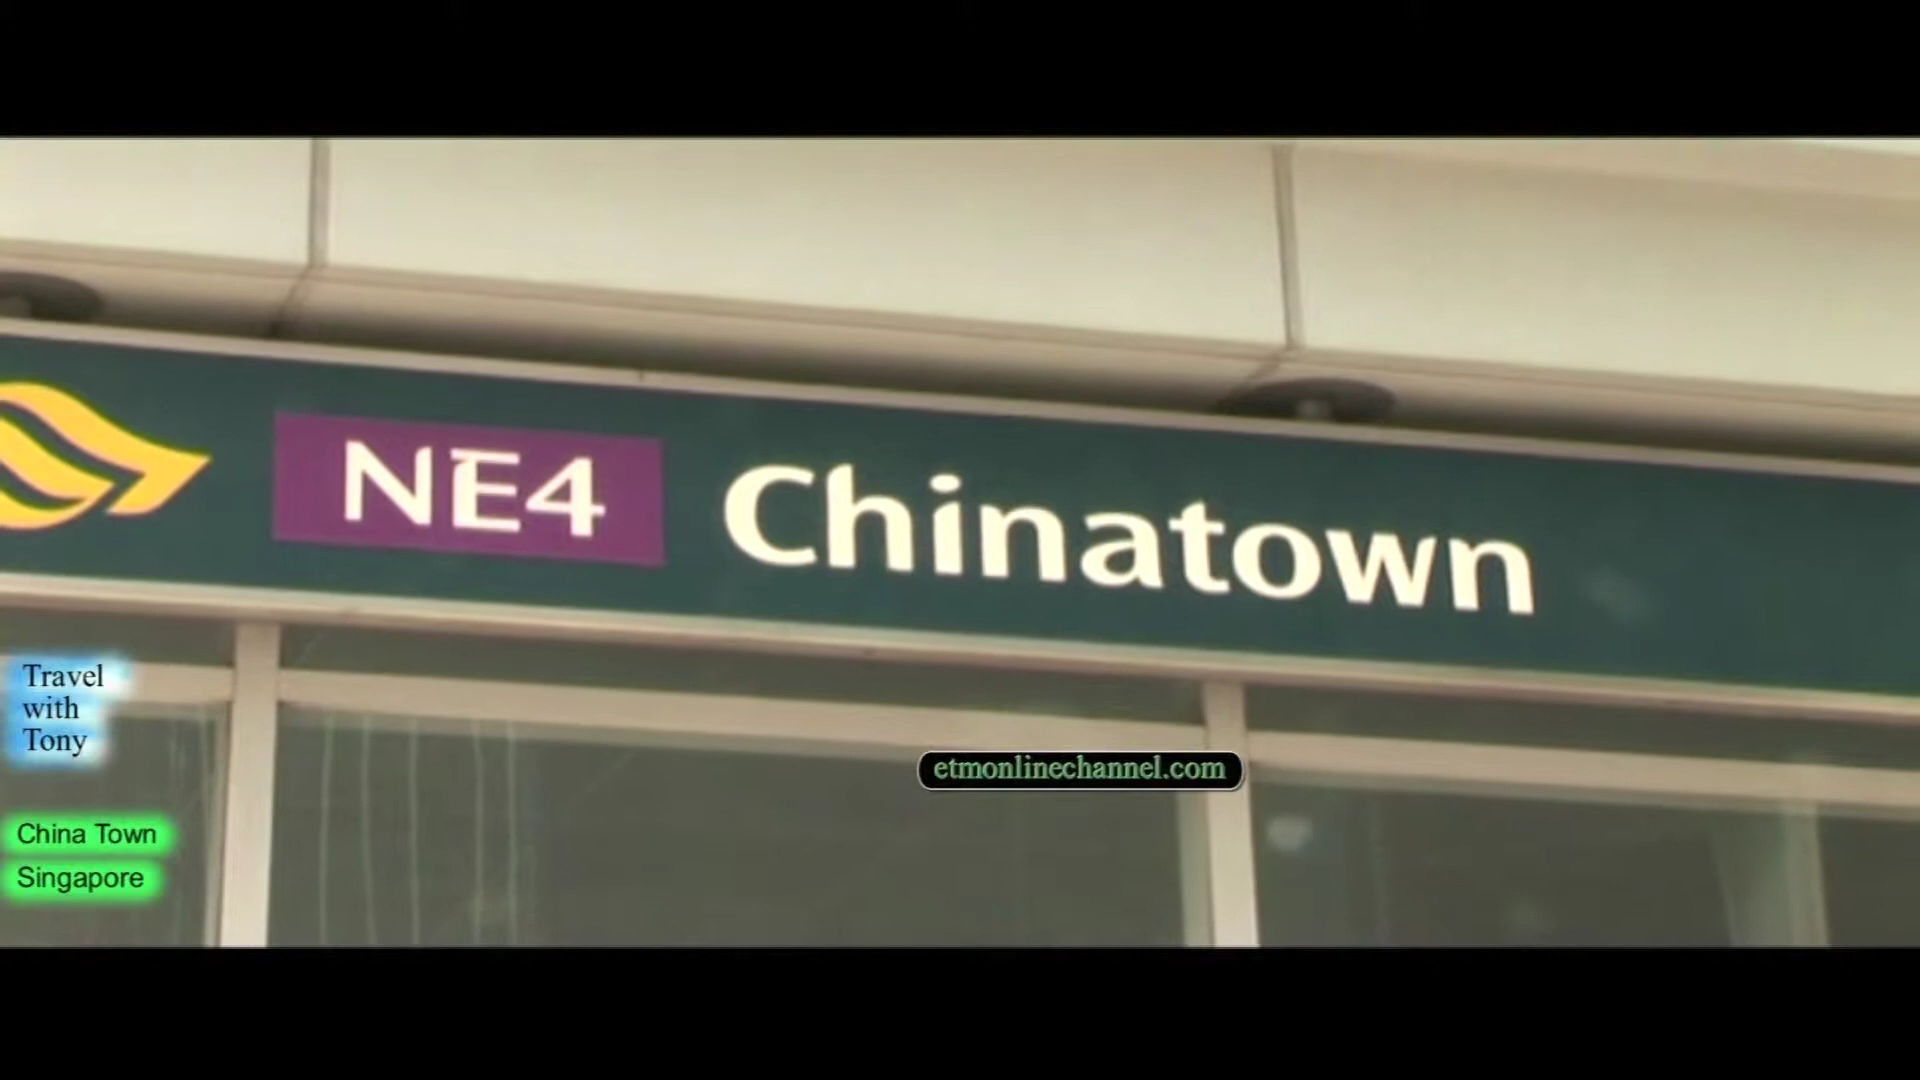 NE4 Chinatown
Travel
with
Tony
etmonlinechannel.com
China Town
Singapore